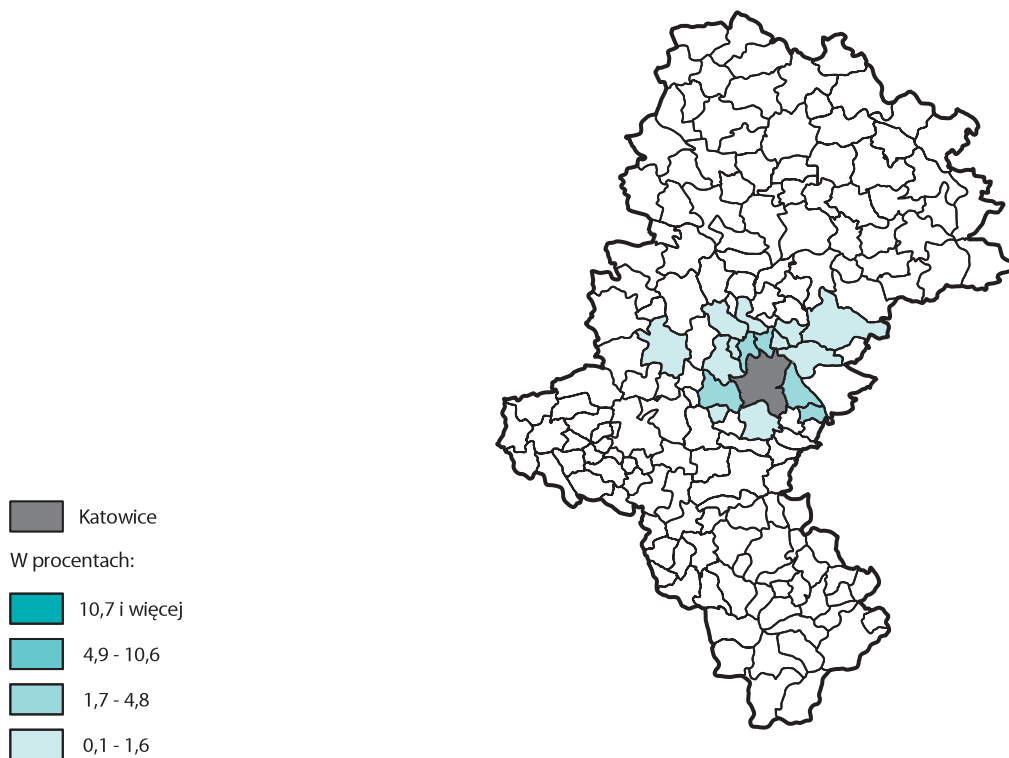 Katowice
W procentach:
10,7 i więcej
4,9 - 10,6
1,7 - 4,8
0,1 - 1,6